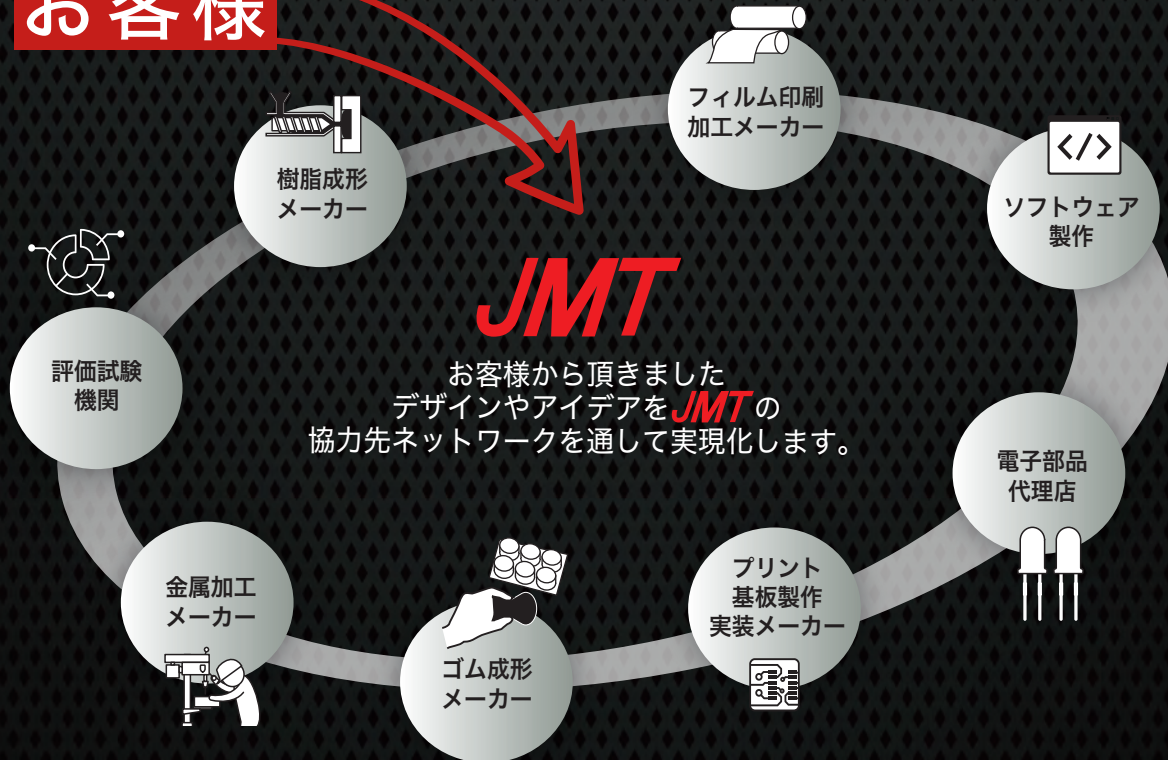 お客様
フィルム印刷
加工メーカー
</>
ソフトウェア
製作
樹脂成形
メーカー
JMT
お客様から頂きました
デザインやアイデアをJMTの
協力先ネットワークを通して実現化します。
評価試験
機関
電子部品
代理店
金属加工
メーカー
ゴム成形
メーカー
プリント
基板製作
実装メーカー